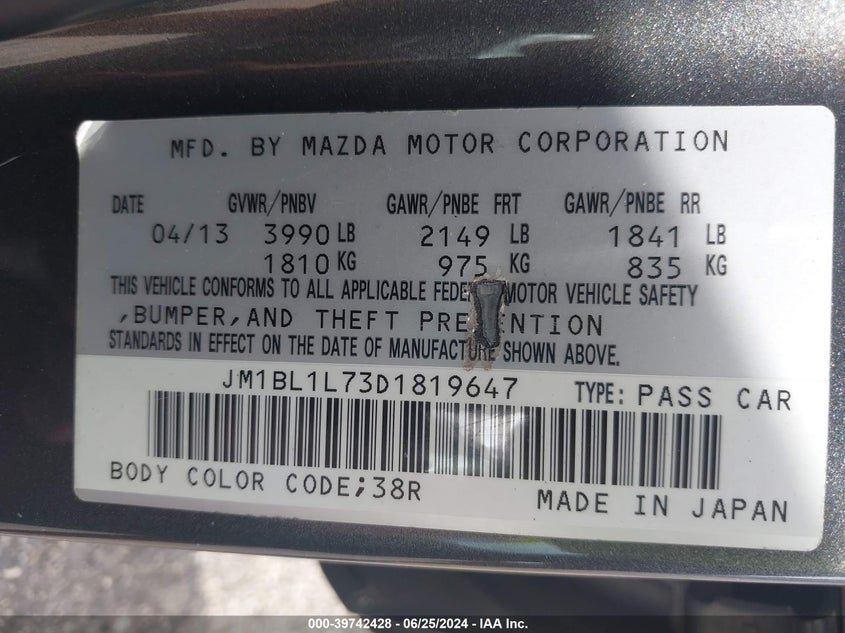 MFD. BY MAZDA MOTOR CORPORATION
DATE GVWR/PNBV GAWR/PNBE FRT GAWR/PNBE RR
04/13 3990 LB 2149 LB 1841 LB
1810 KG 975 KG 835 KG
THIS VEHICLE CONFORMS TO ALL APPLICABLE FEDE MOTOR VEHICLE SAFETY
,BUMPER,AND THEFT PRE NTION
STANDARDS IN EFFECT ON THE DATE OF MANUFACTURE SHOWN ABOVE.
JM1BL1L73D1819647 TYPE: PASS CAR
BODY COLOR CODE;38R
MADE IN JAPAN
000-39742428 - 06/25/2024 - IAA Inc.